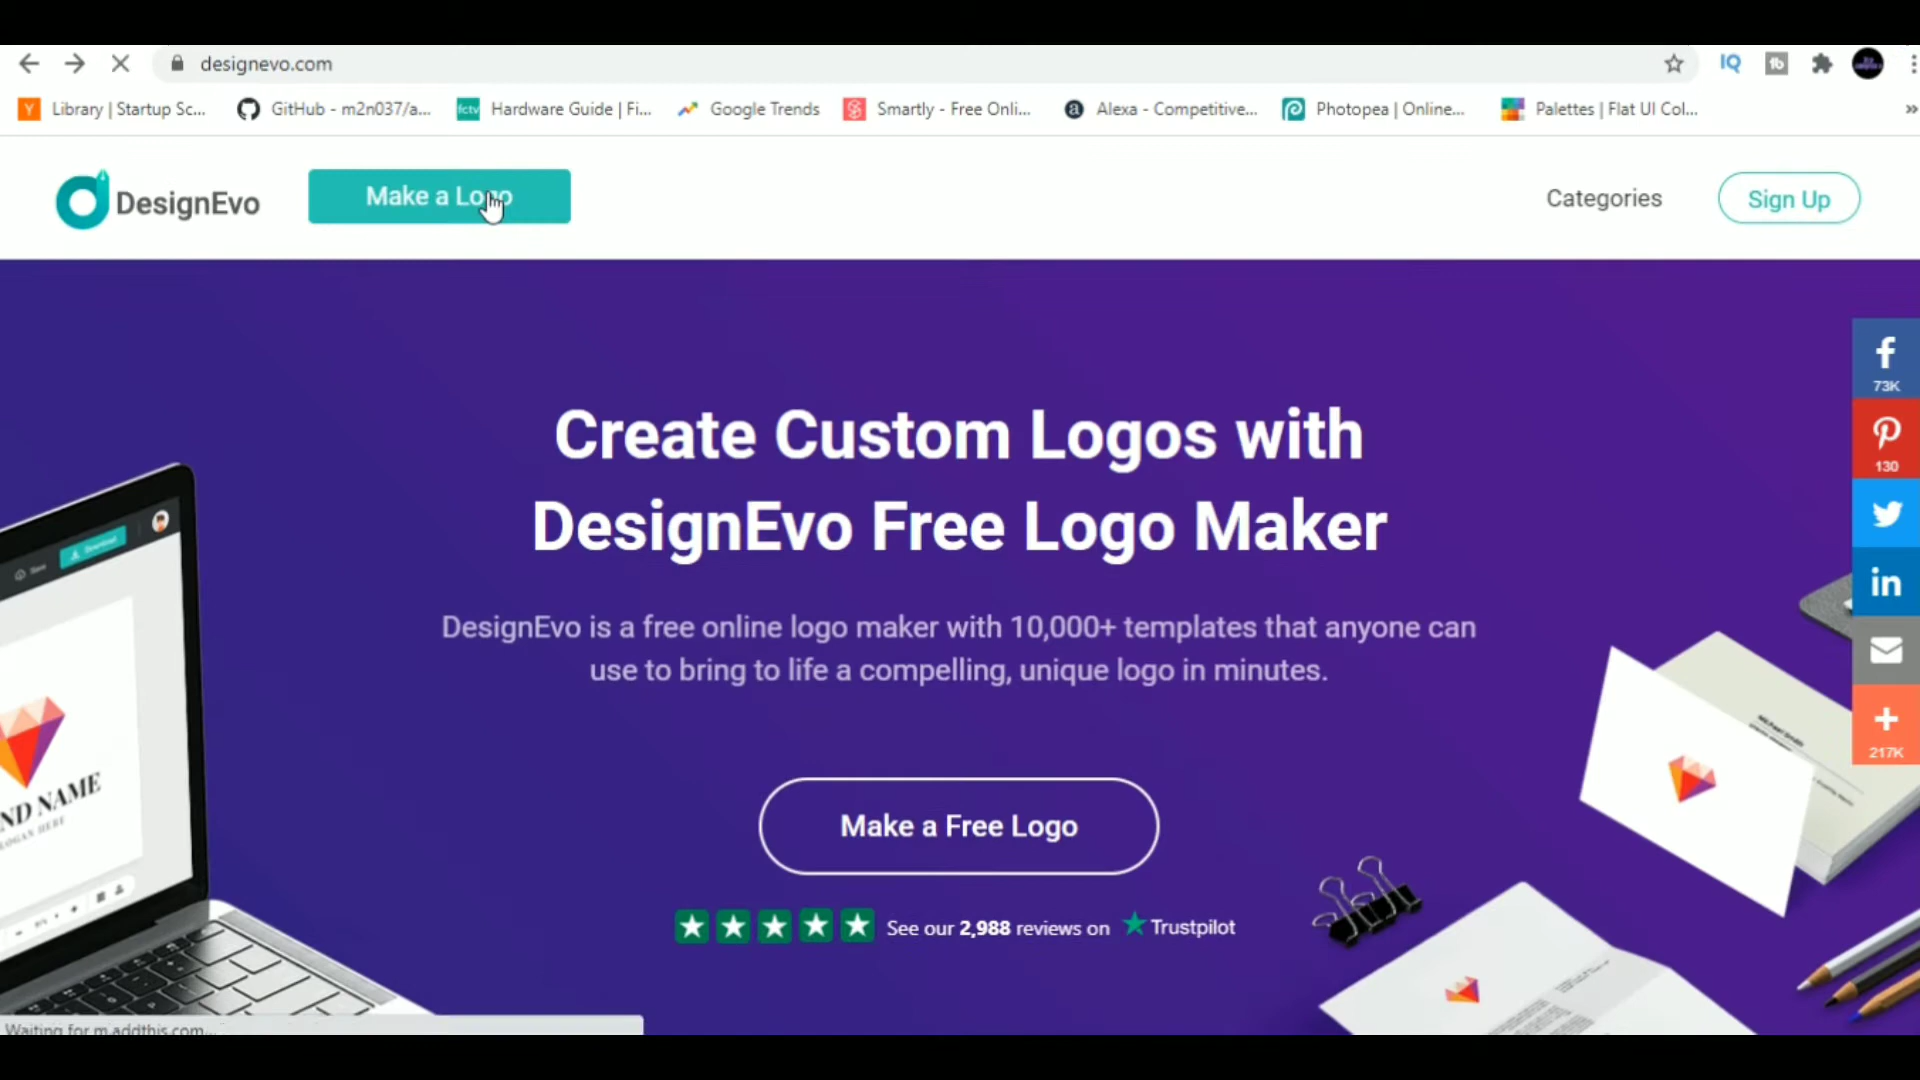 designevo.com
Library | Startup Sc...
GitHub - m2n037/a...
fctv
Hardware Guide | Fi...
Google Trends
Smartly - Free Onli...
Alexa - Competitive...
Photopea | Online...
Palettes | Flat UI Col...
DesignEvo
Make a Logo
Categories
Sign Up
Create Custom Logos with
DesignEvo Free Logo Maker
DesignEvo is a free online logo maker with 10,000+ templates that anyone can
use to bring to life a compelling, unique logo in minutes.
Make a Free Logo
See our 2,988 reviews on Trustpilot
73K
130
217K
Download
ND NAME
LOGAN HERE
Waiting for m.addthis.com...